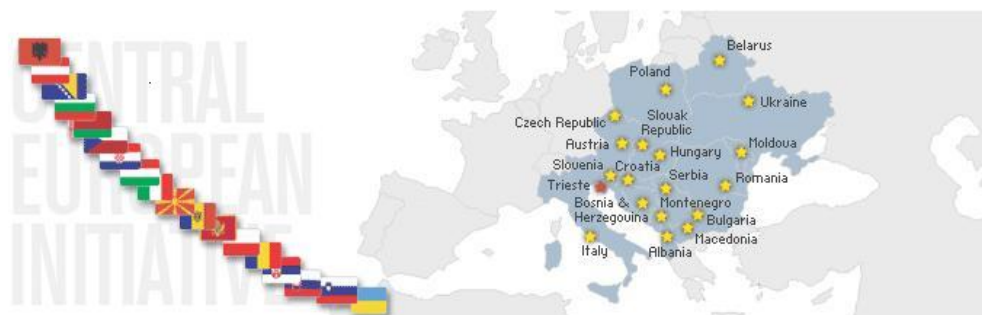 CENTRAL
EUROPEAN
INITIATIVE
Belarus
Poland
Ukraine
Czech Republic
Slovak
Republic
Austria
Hungary
Moldova
Slovenia
Croatia
Serbia
Romania
Trieste
Bosnia &
Herzegovina
Montenegro
Bulgaria
Macedonia
Italy
Albania